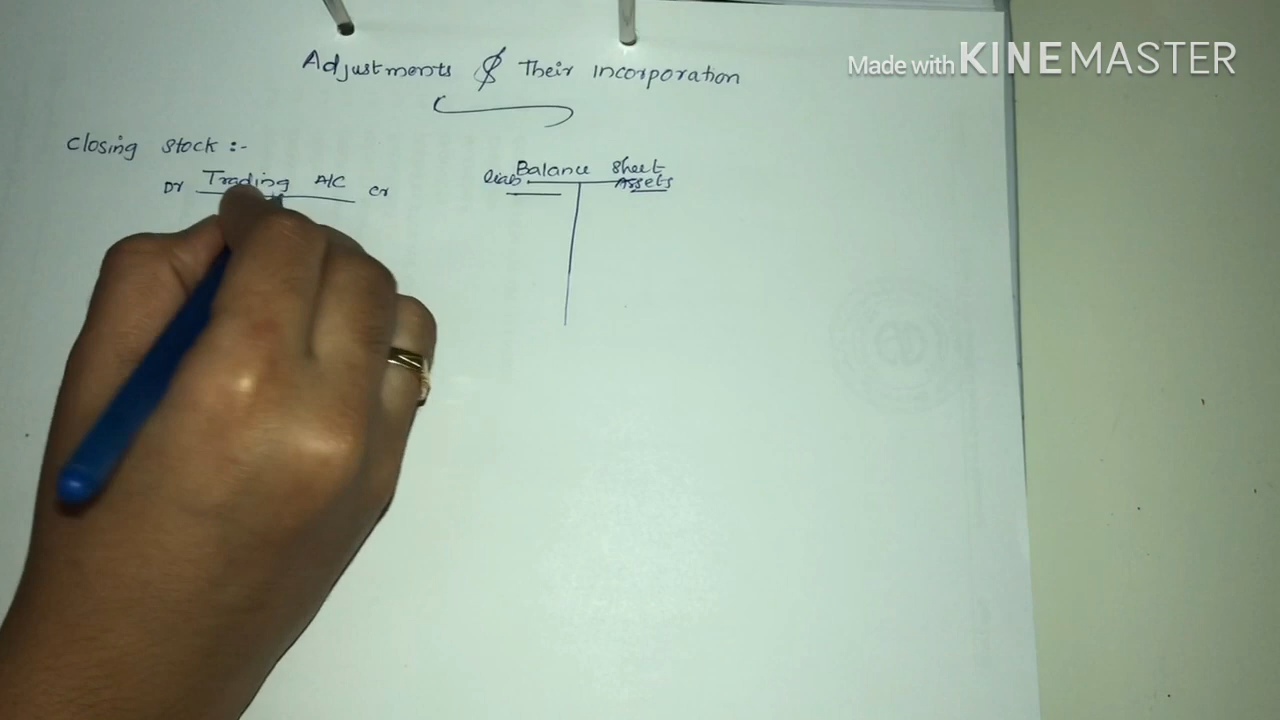 Made with KINEMASTER
Adjustments & Their incorporation
Closing stock :-
Dr Trading A/C Cr
Balance Sheet
Liab Assets